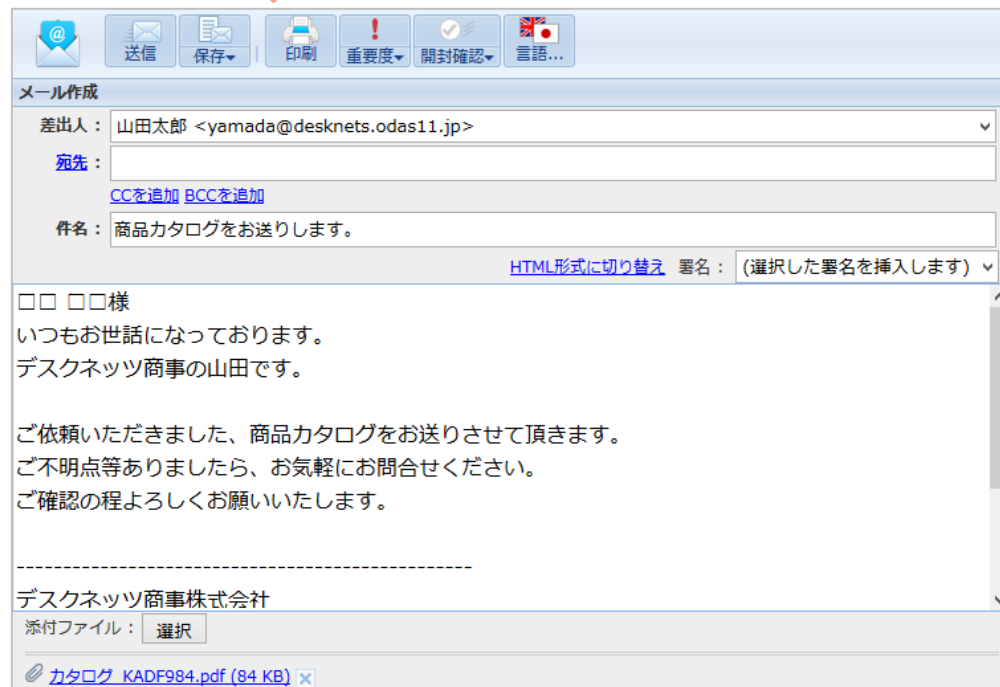 送信 保存 印刷 重要度 開封確認 言語...
メール作成
差出人： 山田太郎 <yamada@desknets.odas11.jp>
宛先：
CCを追加 BCCを追加
件名： 商品カタログをお送りします。
HTML形式に切り替え 署名： (選択した署名を挿入します)
□□ □□様
いつもお世話になっております。
デスクネッツ商事の山田です。
ご依頼いただきました、商品カタログをお送りさせて頂きます。
ご不明点等ありましたら、お気軽にお問合せください。
ご確認の程よろしくお願いいたします。
-------------------------------------------------
デスクネッツ商事株式会社
添付ファイル： 選択
カタログ_KADF984.pdf (84 KB)